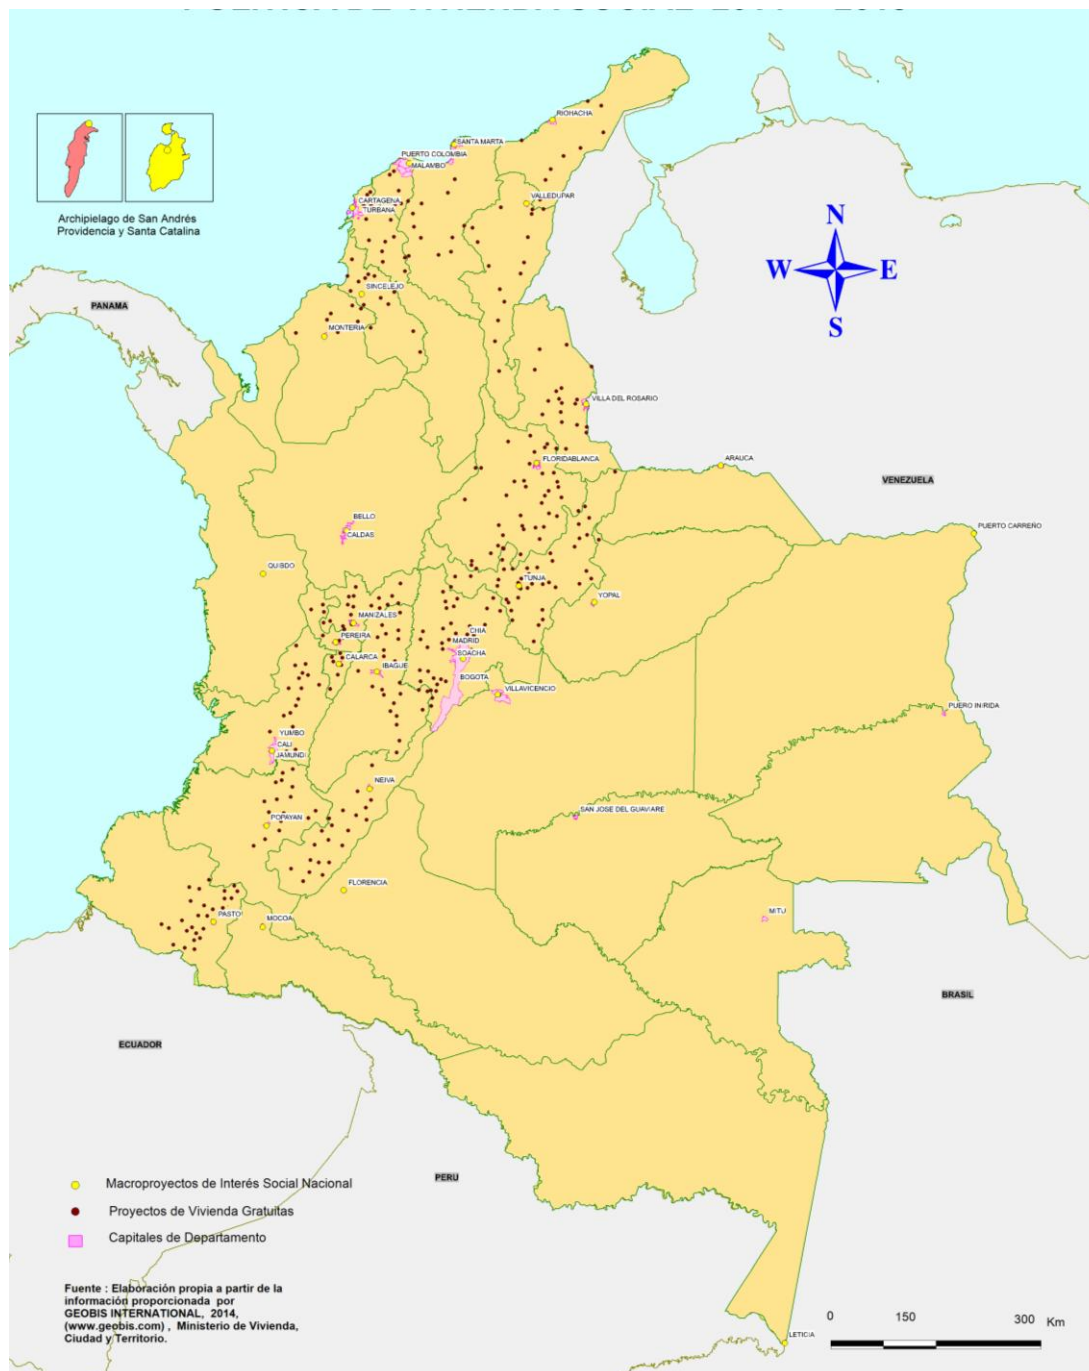 RIOHACHA
SANTA MARTA
PUERTO COLOMBIA
MALAMBO
VALLEDUPAR
CARTAGENA
TURBANA
Archipielago de San Andrés
Providencia y Santa Catalina
N
W E
S
SINCELEJO
PANAMA
MONTERIA
VILLA DEL ROSARIO
FLORIDABLANCA
ARAUCA
VENEZUELA
BELLO
PUERTO CARREÑO
CALDAS
QUIBDO
TUNJA
YOPAL
MANIZALES
CHIA
PEREIRA
MADRID
SOACHA
CALARCA
IBAGUE
BOGOTA
VILLAVICENCIO
PUERO INIRIDA
YUMBO
CALI
JAMUNDI
NEIVA
SAN JOSE DEL GUAVIARE
POPAYAN
FLORENCIA
MITU
PASTO
MOCOA
BRASIL
ECUADOR
PERU
Macroproyectos de Interés Social Nacional
Proyectos de Vivienda Gratuitas
Capitales de Departamento
Fuente : Elaboración propia a partir de la
información proporcionada por
GEOBIS INTERNATIONAL, 2014,
(www.geobis.com) , Ministerio de Vivienda,
Ciudad y Territorio.
0 150 300 Km
LETICIA